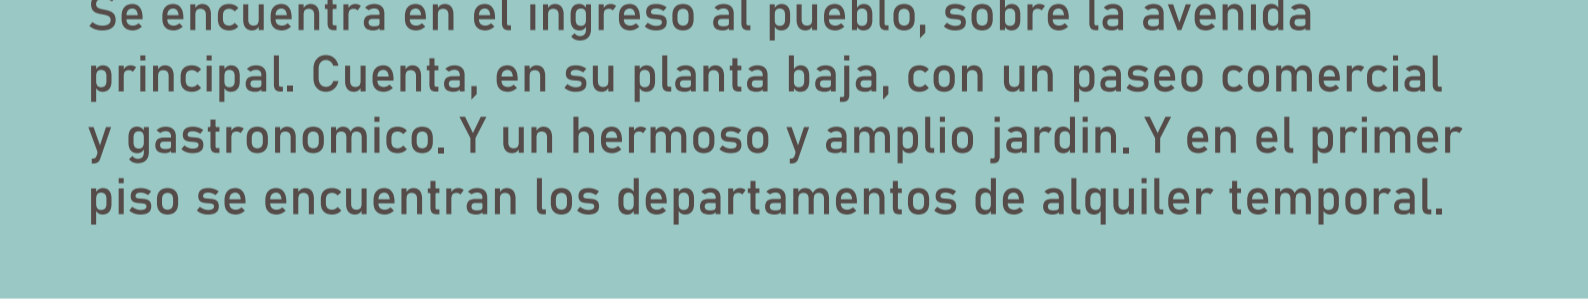 Se encuentra en el ingreso al pueblo, sobre la avenida
principal. Cuenta, en su planta baja, con un paseo comercial
y gastronomico. Y un hermoso y amplio jardin. Y en el primer
piso se encuentran los departamentos de alquiler temporal.